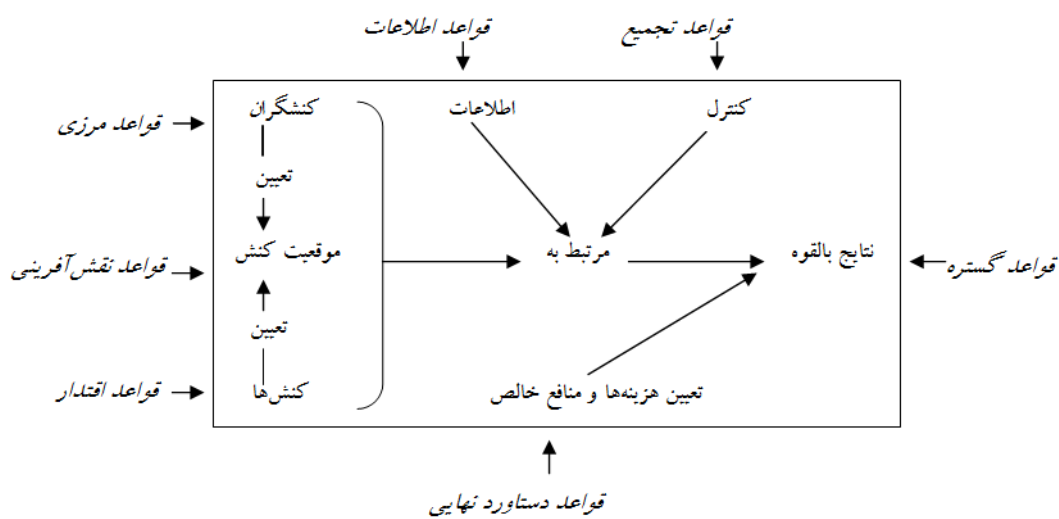 قواعد تجمیع
قواعد اطلاعات
کنترل
اطلاعات
کنشگران
قواعد مرزی
تعیین
نتایج بالقوه
مرتبط به
موقعیت کنش
قواعد گستره
قواعد نقش‌آفرینی
تعیین
تعیین هزینه‌ها و منافع خالص
کنش‌ها
قواعد اقتدار
قواعد دستاورد نهایی